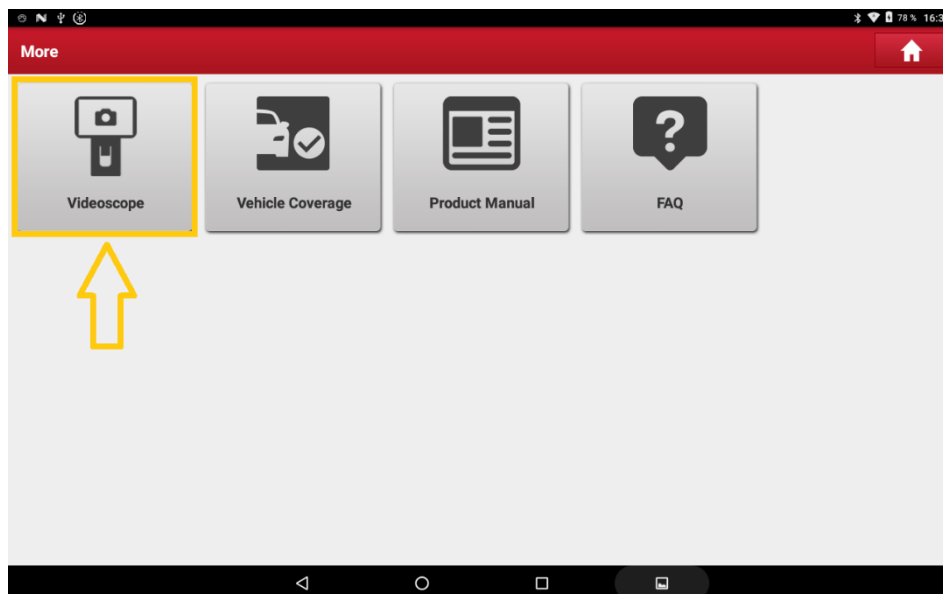 78 % 16:3
More
Videoscope
Vehicle Coverage
Product Manual
FAQ